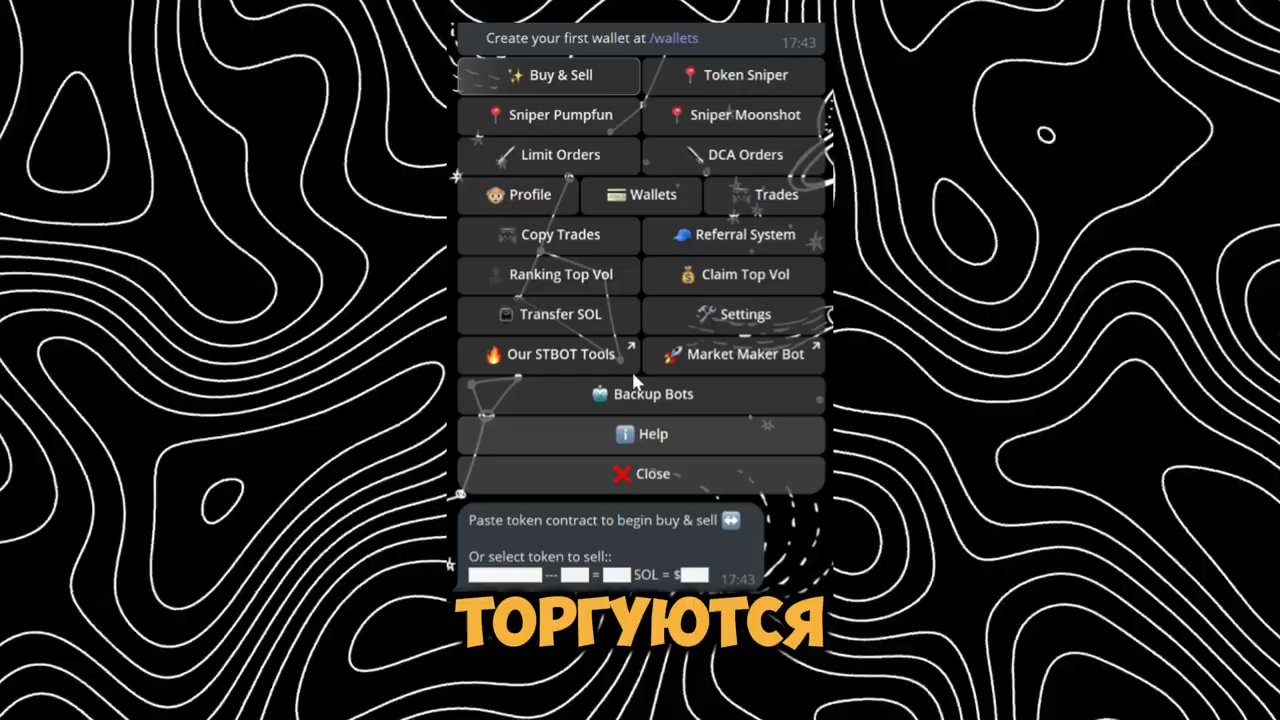 Create your first wallet at /wallets
17:43
✨ Buy & Sell
📍 Token Sniper
📍 Sniper Pumpfun
📍 Sniper Moonshot
Limit Orders
DCA Orders
Profile
Wallets
Trades
Copy Trades
Referral System
Ranking Top Vol
Claim Top Vol
Transfer SOL
Settings
Our STBOT Tools
Market Maker Bot
Backup Bots
Help
Close
Paste token contract to begin buy & sell ↔️
Or select token to sell::
--- = SOL = $
17:43
ТОРГУЮТСЯ